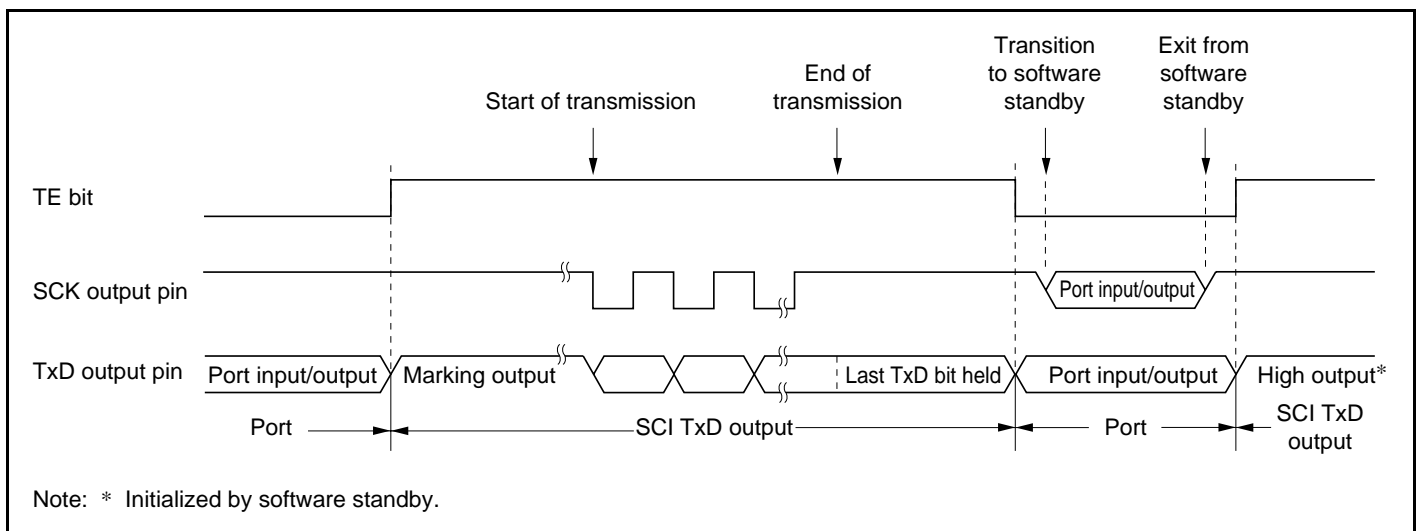 Transition
to software
standby
Exit from
software
standby
End of
transmission
Start of transmission
TE bit
SCK output pin
Port input/output
TxD output pin
Port input/output
Marking output
Last TxD bit held
Port input/output
High output*
Port
SCI TxD output
Port
SCI TxD
output
Note: * Initialized by software standby.